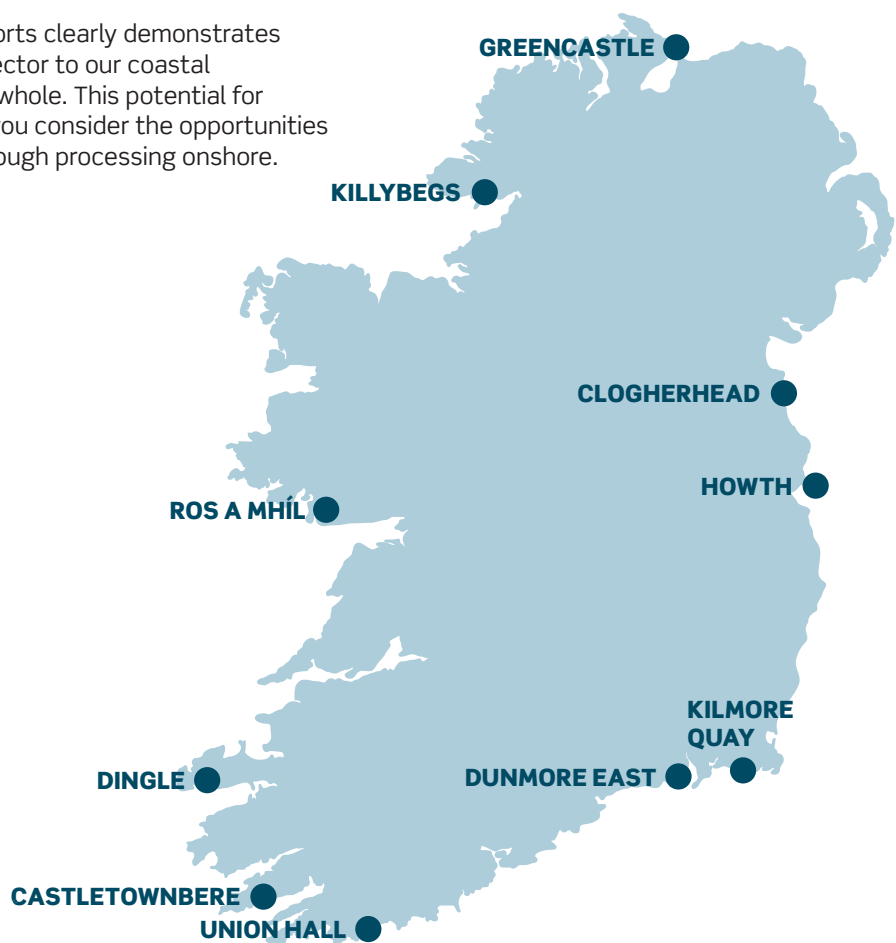 orts clearly demonstrates
ector to our coastal
whole. This potential for
you consider the opportunities
ough processing onshore.
GREENCASTLE
KILLYBEGS
CLOGHERHEAD
HOWTH
ROS A MHÍL
KILMORE
QUAY
DINGLE
DUNMORE EAST
CASTLETOWNBERE
UNION HALL